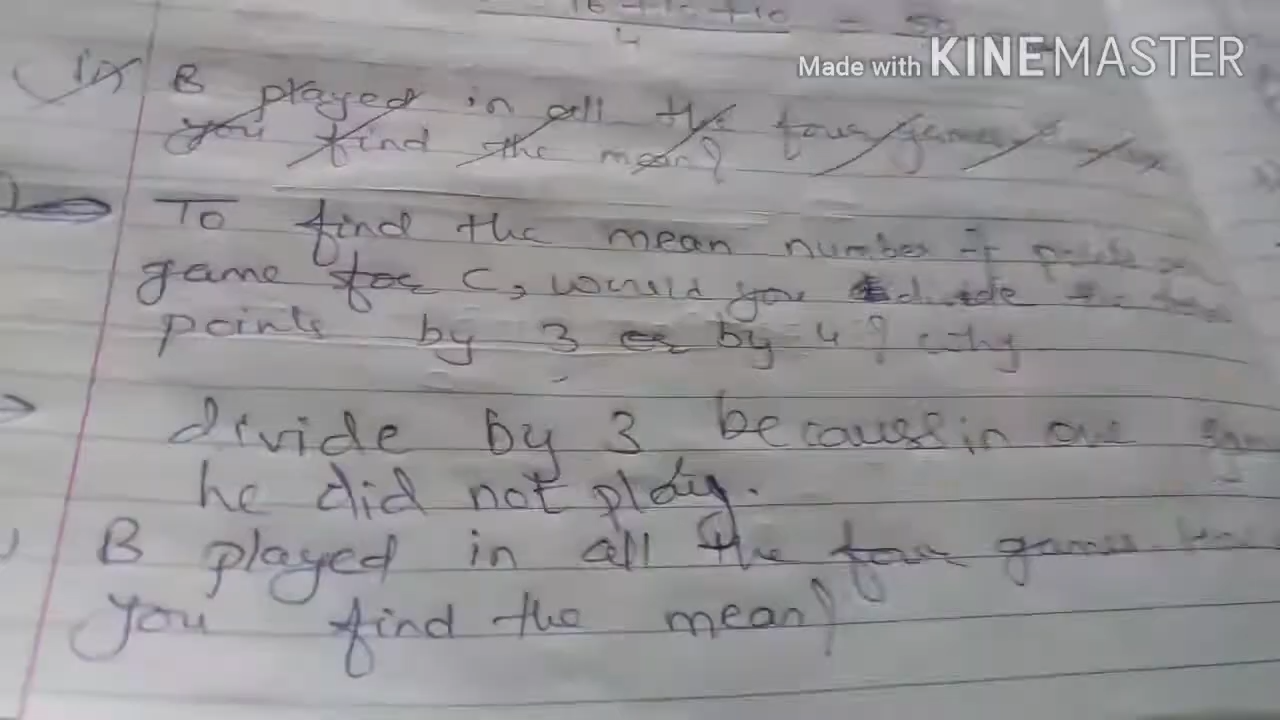 Made with KINEMASTER
B played in all the four games
you find the mean?
To find the mean number of
game for C, would you divide
points by 3 or by 4? why
divide by 3 because in one
he did not play.
B played in all the four games
you find the mean?